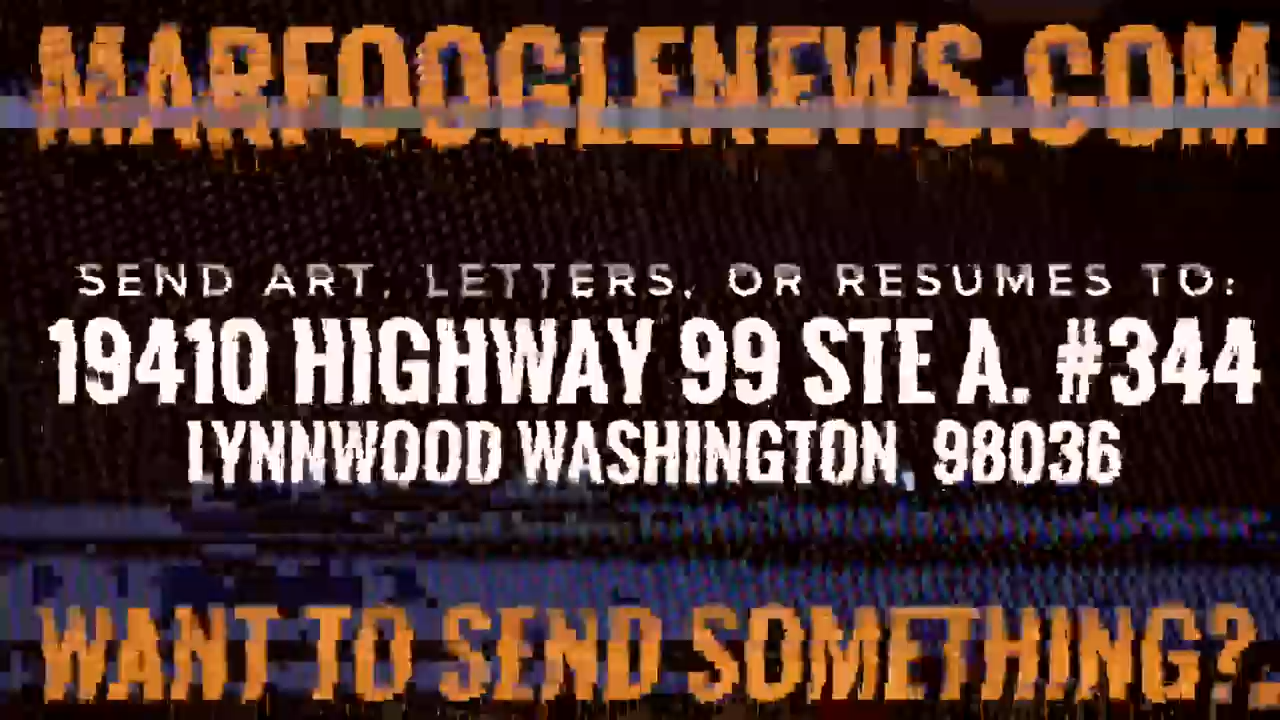 MARFOOGLENEWS.COM
SEND ART, LETTERS, OR RESUMES TO:
19410 HIGHWAY 99 STE A. #344
LYNNWOOD WASHINGTON, 98036
WANT TO SEND SOMETHING?